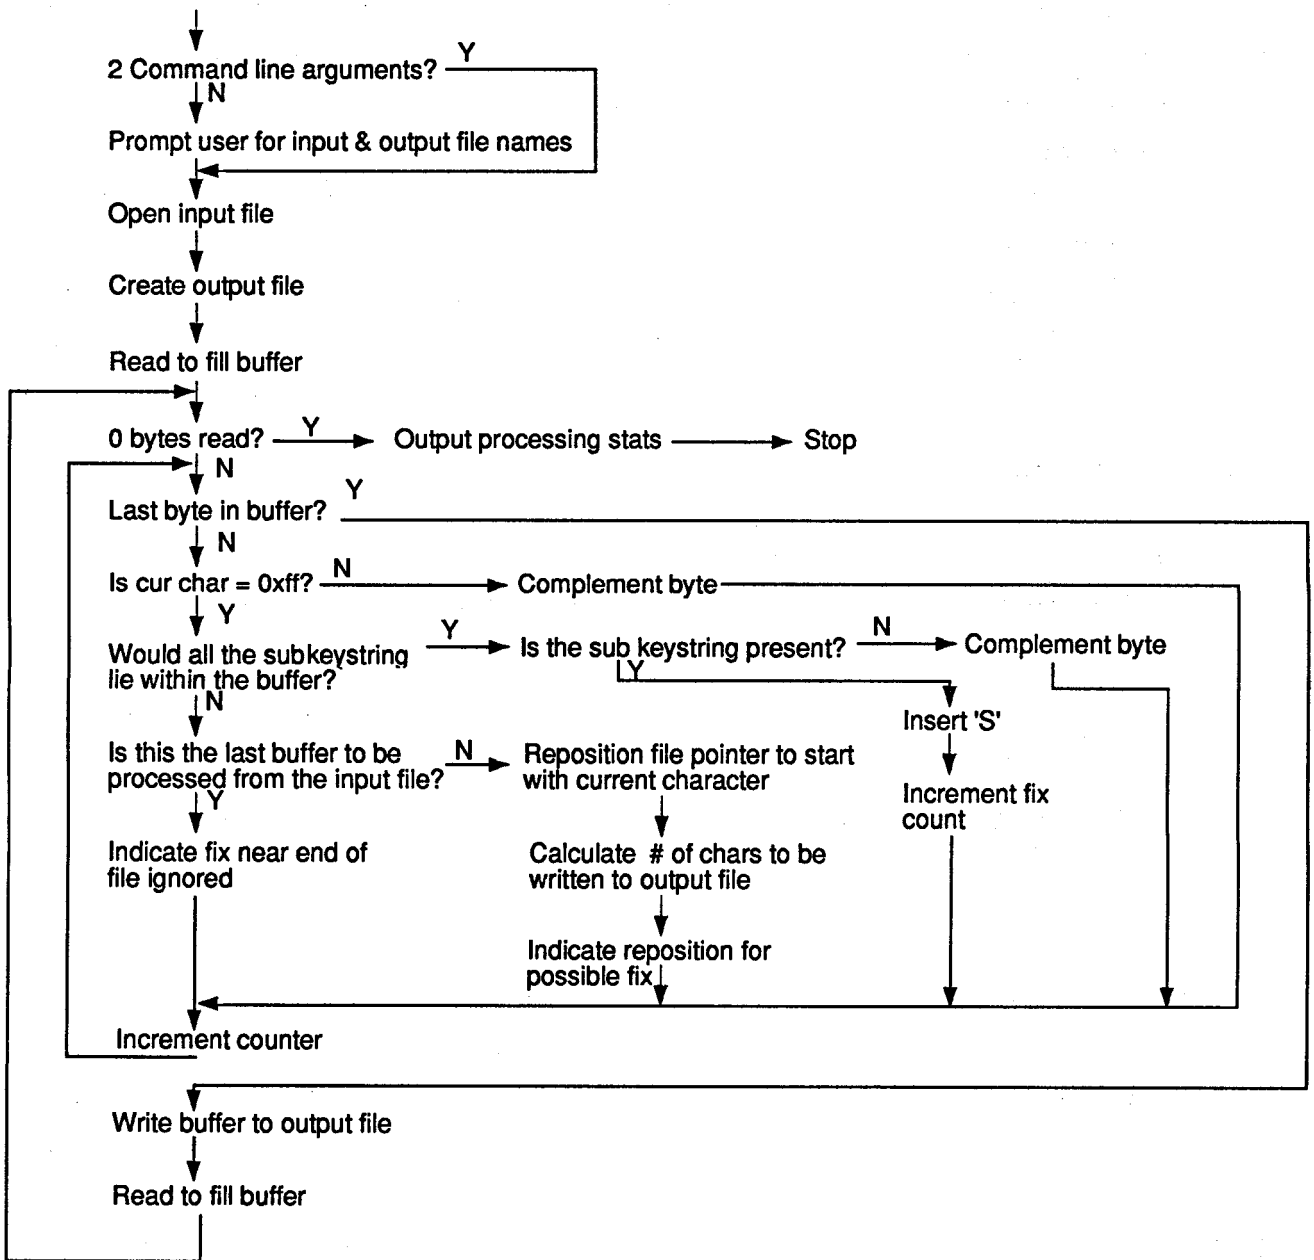 2 Command line arguments? Y
N
Prompt user for input & output file names
Open input file
Create output file
Read to fill buffer
0 bytes read? Y Output processing stats Stop
N
Last byte in buffer? Y
N
Is cur char = 0xff? N Complement byte
Y
Would all the subkeystring
lie within the buffer?
Y
Is the sub keystring present? N Complement byte
Y
N
Insert 'S'
Increment fix
count
Is this the last buffer to be
processed from the input file?
N
Reposition file pointer to start
with current character
Y
Indicate fix near end of
file ignored
Calculate # of chars to be
written to output file
Indicate reposition for
possible fix
Increment counter
Write buffer to output file
Read to fill buffer